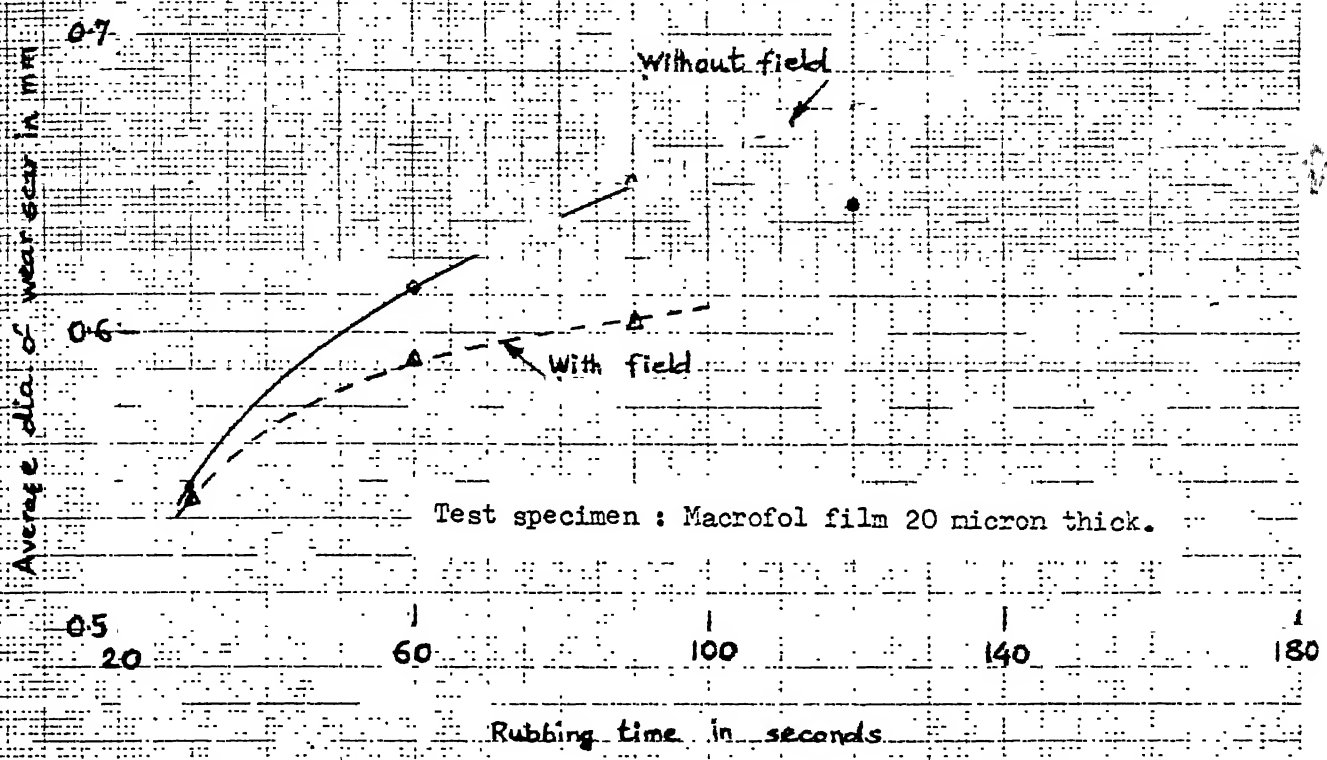 0.7
Without field
Average dia. of wear scar in mm
0.6
With field
Test specimen : Macrofol film 20 micron thick.
0.5
20 60 100 140 180
Rubbing time in seconds